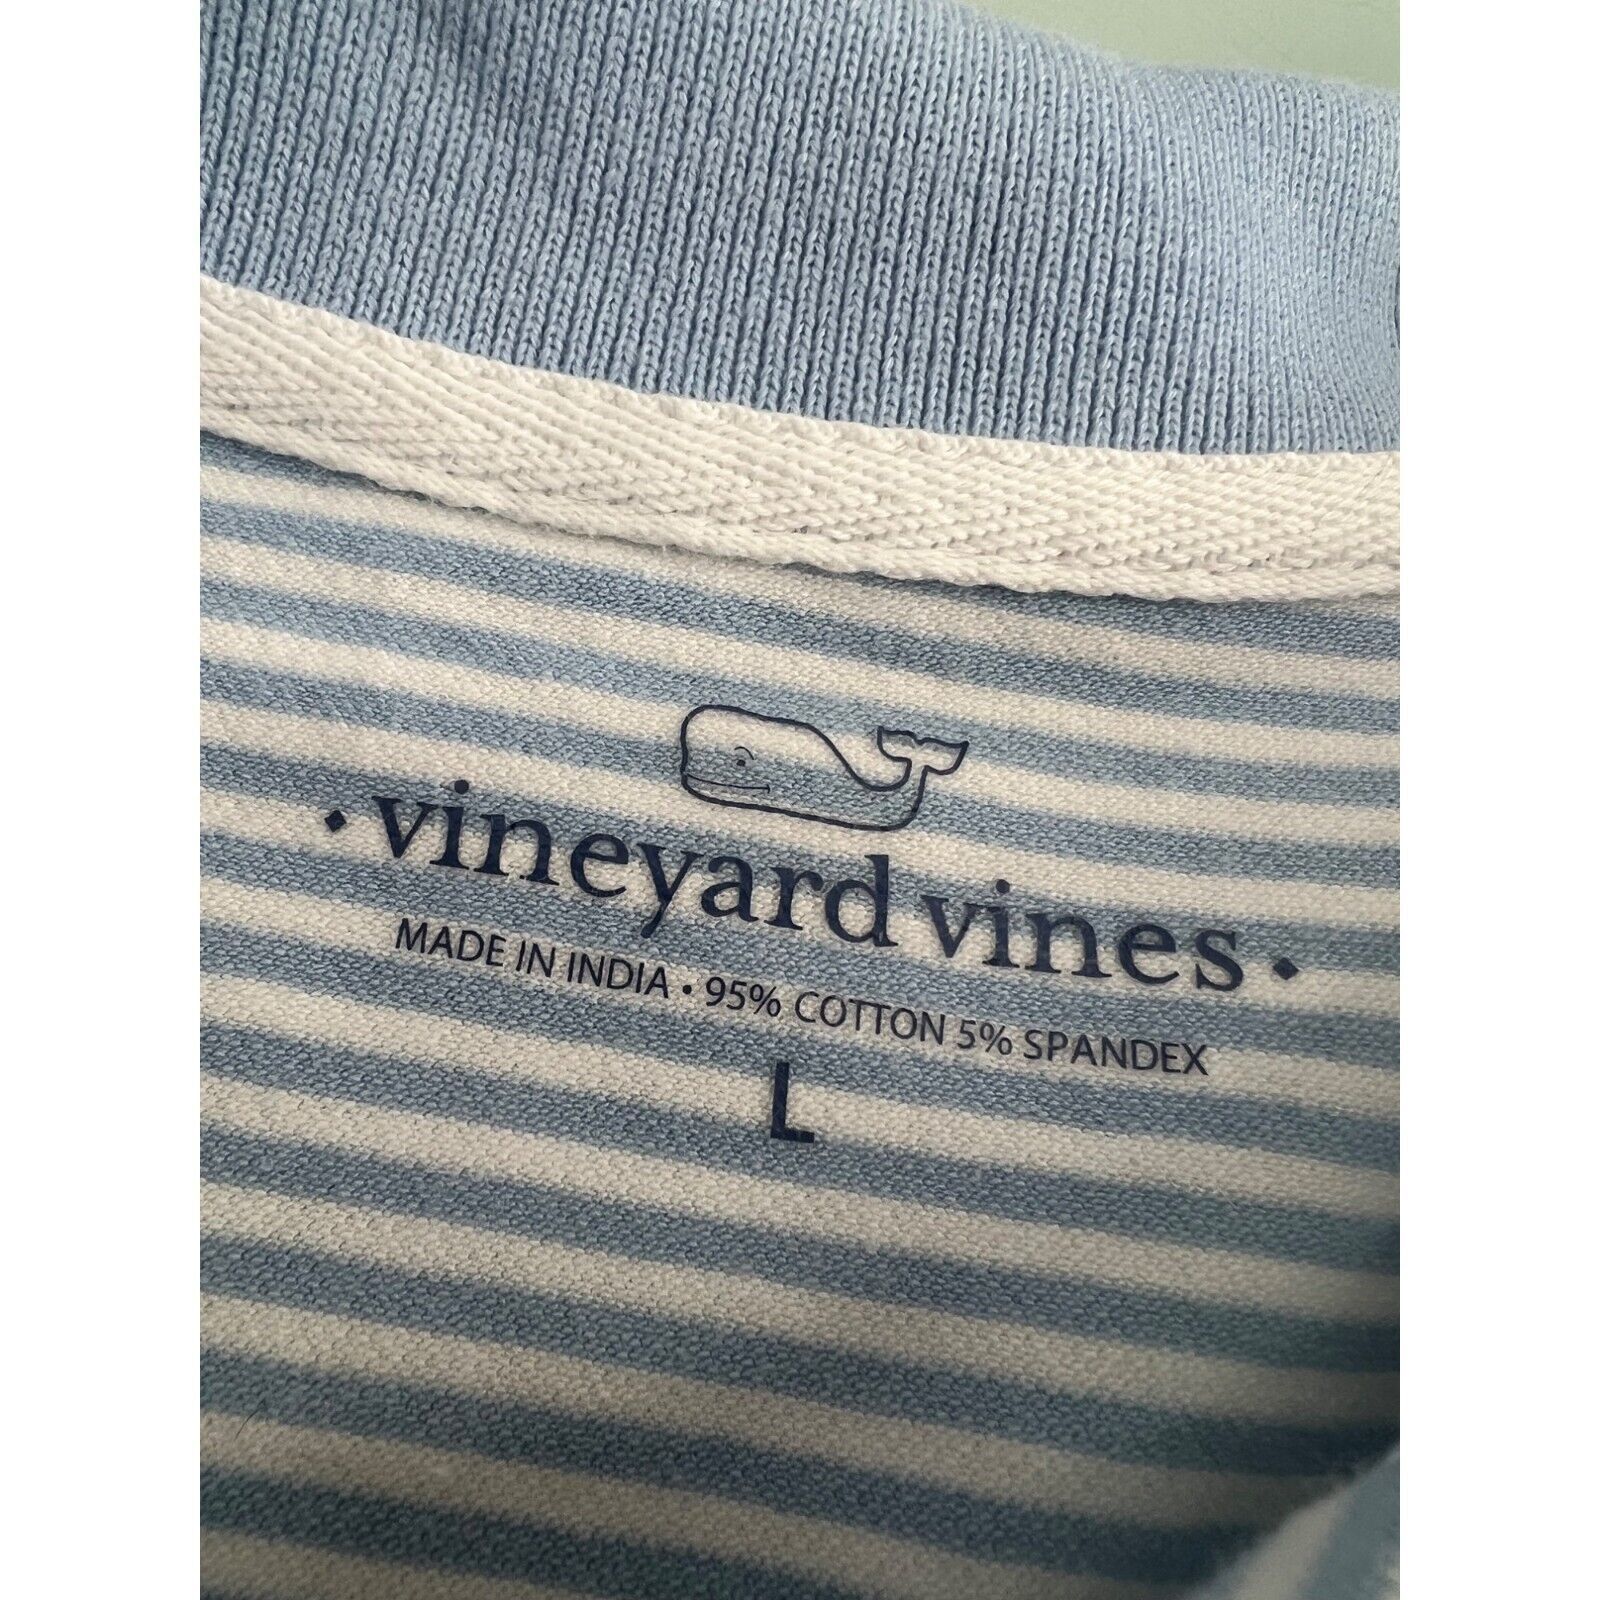 • vineyard vines •
MADE IN INDIA • 95% COTTON 5% SPANDEX
L